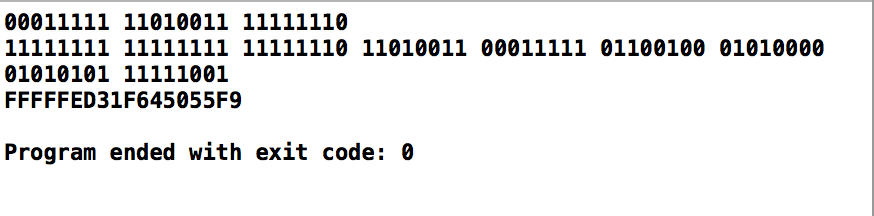 00011111 11010011 11111110
11111111 11111111 11111110 11010011 00011111 01100100 01010000
01010101 11111001
FFFFFED31F645055F9
Program ended with exit code: 0